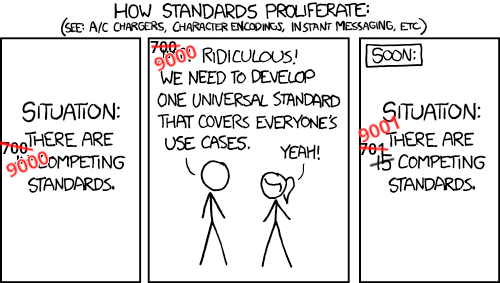 HOW STANDARDS PROLIFERATE:
(SEE: A/C CHARGERS, CHARACTER ENCODINGS, INSTANT MESSAGING, ETC.)
SITUATION:
THERE ARE
700
9000 COMPETING
STANDARDS.
700
9000 RIDICULOUS!
WE NEED TO DEVELOP
ONE UNIVERSAL STANDARD
THAT COVERS EVERYONE'S
USE CASES.
YEAH!
SOON:
SITUATION:
9001
THERE ARE
701
15 COMPETING
STANDARDS.